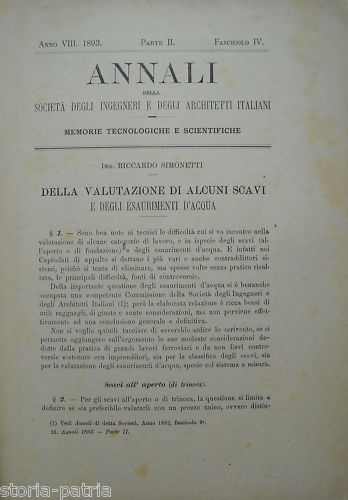 ANNO VIII. 1893. PARTE II. FASCICOLO IV.
ANNALI
DELLA
SOCIETÀ DEGLI INGEGNERI E DEGLI ARCHITETTI ITALIANI
MEMORIE TECNOLOGICHE E SCIENTIFICHE
ING. RICCARDO SIMONETTI
DELLA VALUTAZIONE DI ALCUNI SCAVI
E DEGLI ESAURIMENTI D'ACQUA
§ 1. — Sono ben note ai tecnici le difficoltà cui si va incontro nella
valutazione di alcune categorie di lavoro, e in ispecie degli scavi (al-
l'aperto o di fondazione) e degli esaurimenti d'acqua. E infatti nei
Capitolati di appalto si dettano i più vari e anche contraddittori si-
stemi, poichè si tenta di eliminare, ma spesse volte senza pratico risul-
tato, le principali difficoltà, fonti di controversie.
Della importante questione degl'esaurimenti d'acqua si è benanche
occupata una competente Commissione della Società degl'Ingegneri e
degli Architetti Italiani (1); però la elaborata relazione è ricca bensì di
utili ragguagli, di giuste e acute considerazioni, ma non perviene effet-
tivamente ad una conclusione generale e definitiva.
Non si voglia quindi tacciare di soverchio ardire lo scrivente, se si
permette aggiungere sull'argomento le sue modeste considerazioni de-
dotte dalla pratica di grandi lavori ferroviari e da non lievi contro-
versie sostenute con imprenditori, sia per la classifica degli scavi, sia
per la valutazione degli esaurimenti d'acqua, specie col sistema a misura.
Scavi all' aperto (di trincea).
§ 2. — Per gli scavi all'aperto o di trincea, la questione si limita a
definire se sia preferibile valutarli con un prezzo unico, ovvero distin-
(1) Vedi Annali di detta Società. Anno 1892, fascicolo 2º.
22. Annali 1893 — Parte II.
storia-patria